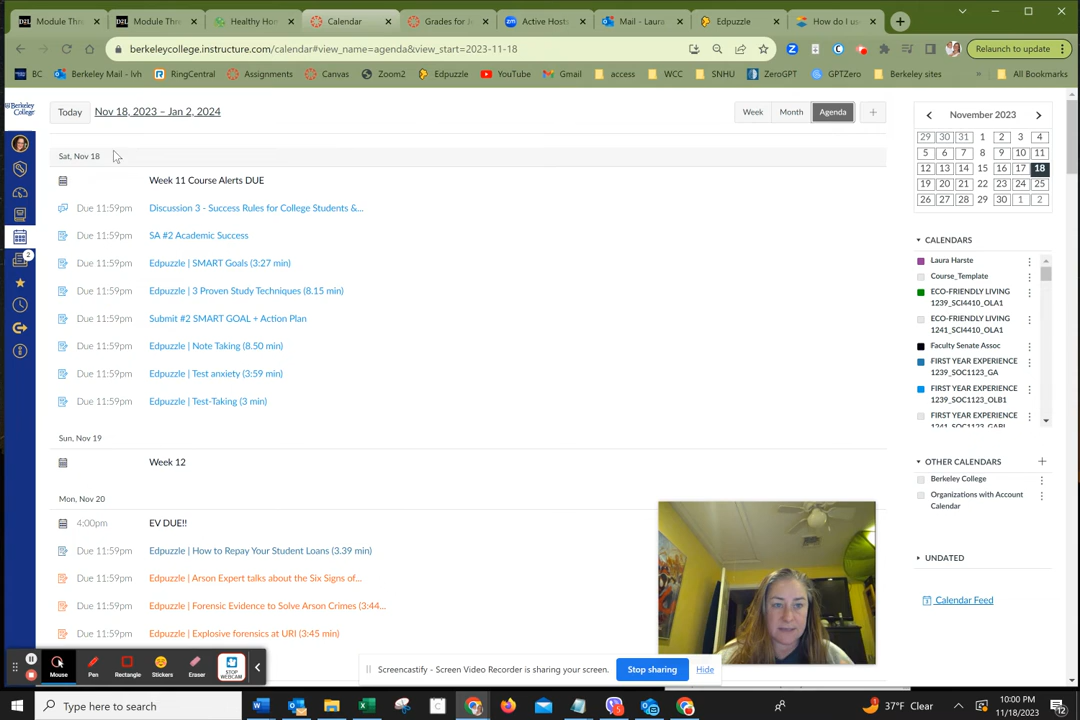 Module Three
Module Three
Healthy Hom
Calendar
Grades for Je
Active Hosts
Mail - Laura
Edpuzzle
How do I us
berkeleycollege.instructure.com/calendar#view_name=agenda&view_start=2023-11-18
Relaunch to update
BC
Berkeley Mail - lvh
RingCentral
Assignments
Canvas
Zoom2
Edpuzzle
YouTube
Gmail
access
WCC
SNHU
ZeroGPT
GPTZero
Berkeley sites
»
All Bookmarks
Berkeley
College
2
Today
Nov 18, 2023 – Jan 2, 2024
Week
Month
Agenda
Sat, Nov 18
Week 11 Course Alerts DUE
Due 11:59pm Discussion 3 - Success Rules for College Students &...
Due 11:59pm SA #2 Academic Success
Due 11:59pm Edpuzzle | SMART Goals (3:27 min)
Due 11:59pm Edpuzzle | 3 Proven Study Techniques (8.15 min)
Due 11:59pm Submit #2 SMART GOAL + Action Plan
Due 11:59pm Edpuzzle | Note Taking (8.50 min)
Due 11:59pm Edpuzzle | Test anxiety (3:59 min)
Due 11:59pm Edpuzzle | Test-Taking (3 min)
Sun, Nov 19
Week 12
Mon, Nov 20
4:00pm EV DUE!!
Due 11:59pm Edpuzzle | How to Repay Your Student Loans (3.39 min)
Due 11:59pm Edpuzzle | Arson Expert talks about the Six Signs of...
Due 11:59pm Edpuzzle | Forensic Evidence to Solve Arson Crimes (3:44...
Due 11:59pm Edpuzzle | Explosive forensics at URI (3:45 min)
November 2023
29 30 31 1 2 3 4
5 6 7 8 9 10 11
12 13 14 15 16 17 18
19 20 21 22 23 24 25
26 27 28 29 30 1 2
CALENDARS
Laura Harste
Course_Template
ECO-FRIENDLY LIVING
1239_SCI4410_OLA1
ECO-FRIENDLY LIVING
1241_SCI4410_OLA1
Faculty Senate Assoc
FIRST YEAR EXPERIENCE
1239_SOC1123_GA
FIRST YEAR EXPERIENCE
1239_SOC1123_OLB1
FIRST YEAR EXPERIENCE
1241_SOC1123_GABL
OTHER CALENDARS
Berkeley College
Organizations with Account
Calendar
UNDATED
Calendar Feed
Mouse
Pen
Rectangle
Stickers
Eraser
STOP
WEBCAM
Screencastify - Screen Video Recorder is sharing your screen.
Stop sharing
Hide
Type here to search
37°F Clear
10:00 PM
11/18/2023